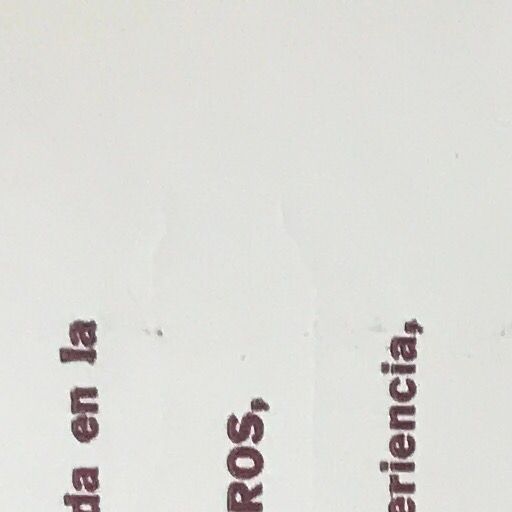 da en la
ROS,
eriencia,